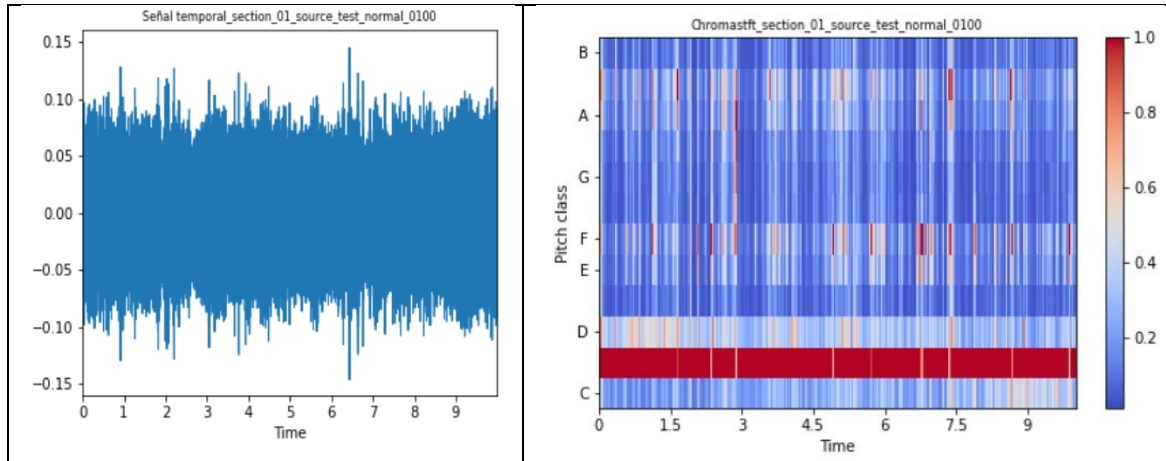 Señal temporal_section_01_source_test_normal_0100
0.15
0.10
0.05
0.00
−0.05
−0.10
−0.15
0 1 2 3 4 5 6 7 8 9
Time
Chromastft_section_01_source_test_normal_0100
Pitch class
B
A
G
F
E
D
C
0 1.5 3 4.5 6 7.5 9
Time
1.0
0.8
0.6
0.4
0.2